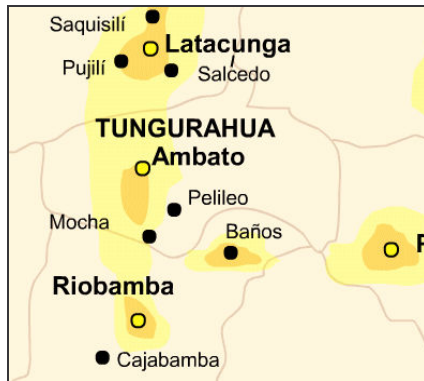 Saquisilí
Latacunga
Pujilí
Salcedo
TUNGURAHUA
Ambato
Pelileo
Mocha
Baños
Riobamba
Cajabamba